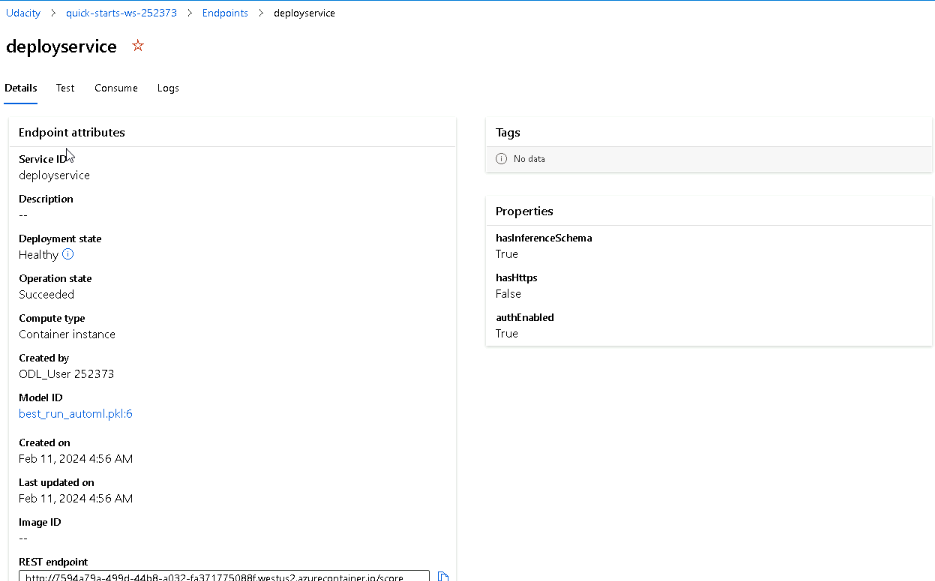 Udacity > quick-starts-ws-252373 > Endpoints > deployservice
deployservice
Details Test Consume Logs
Endpoint attributes
Service ID
deployservice
Description
--
Deployment state
Healthy
Operation state
Succeeded
Compute type
Container instance
Created by
ODL_User 252373
Model ID
best_run_automl.pkl:6
Created on
Feb 11, 2024 4:56 AM
Last updated on
Feb 11, 2024 4:56 AM
Image ID
--
REST endpoint
http://7594a79a-499d-44b8-a032-fa371775088f.westus2.azurecontainer.io/score
Tags
No data
Properties
hasInferenceSchema
True
hasHttps
False
authEnabled
True